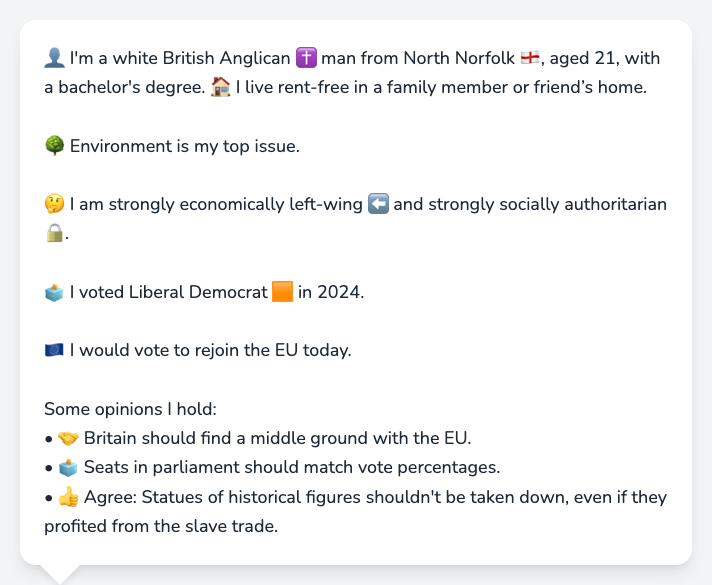 👤 I'm a white British Anglican ✝️ man from North Norfolk 🏴󠁧󠁢󠁥󠁮󠁧󠁿, aged 21, with
a bachelor's degree. 🏠 I live rent-free in a family member or friend’s home.
🌳 Environment is my top issue.
🤔 I am strongly economically left-wing ⬅️ and strongly socially authoritarian
🔒.
🗳️ I voted Liberal Democrat 🟧 in 2024.
🇪🇺 I would vote to rejoin the EU today.
Some opinions I hold:
• 🤝 Britain should find a middle ground with the EU.
• 🗳️ Seats in parliament should match vote percentages.
• 👍 Agree: Statues of historical figures shouldn't be taken down, even if they
profited from the slave trade.